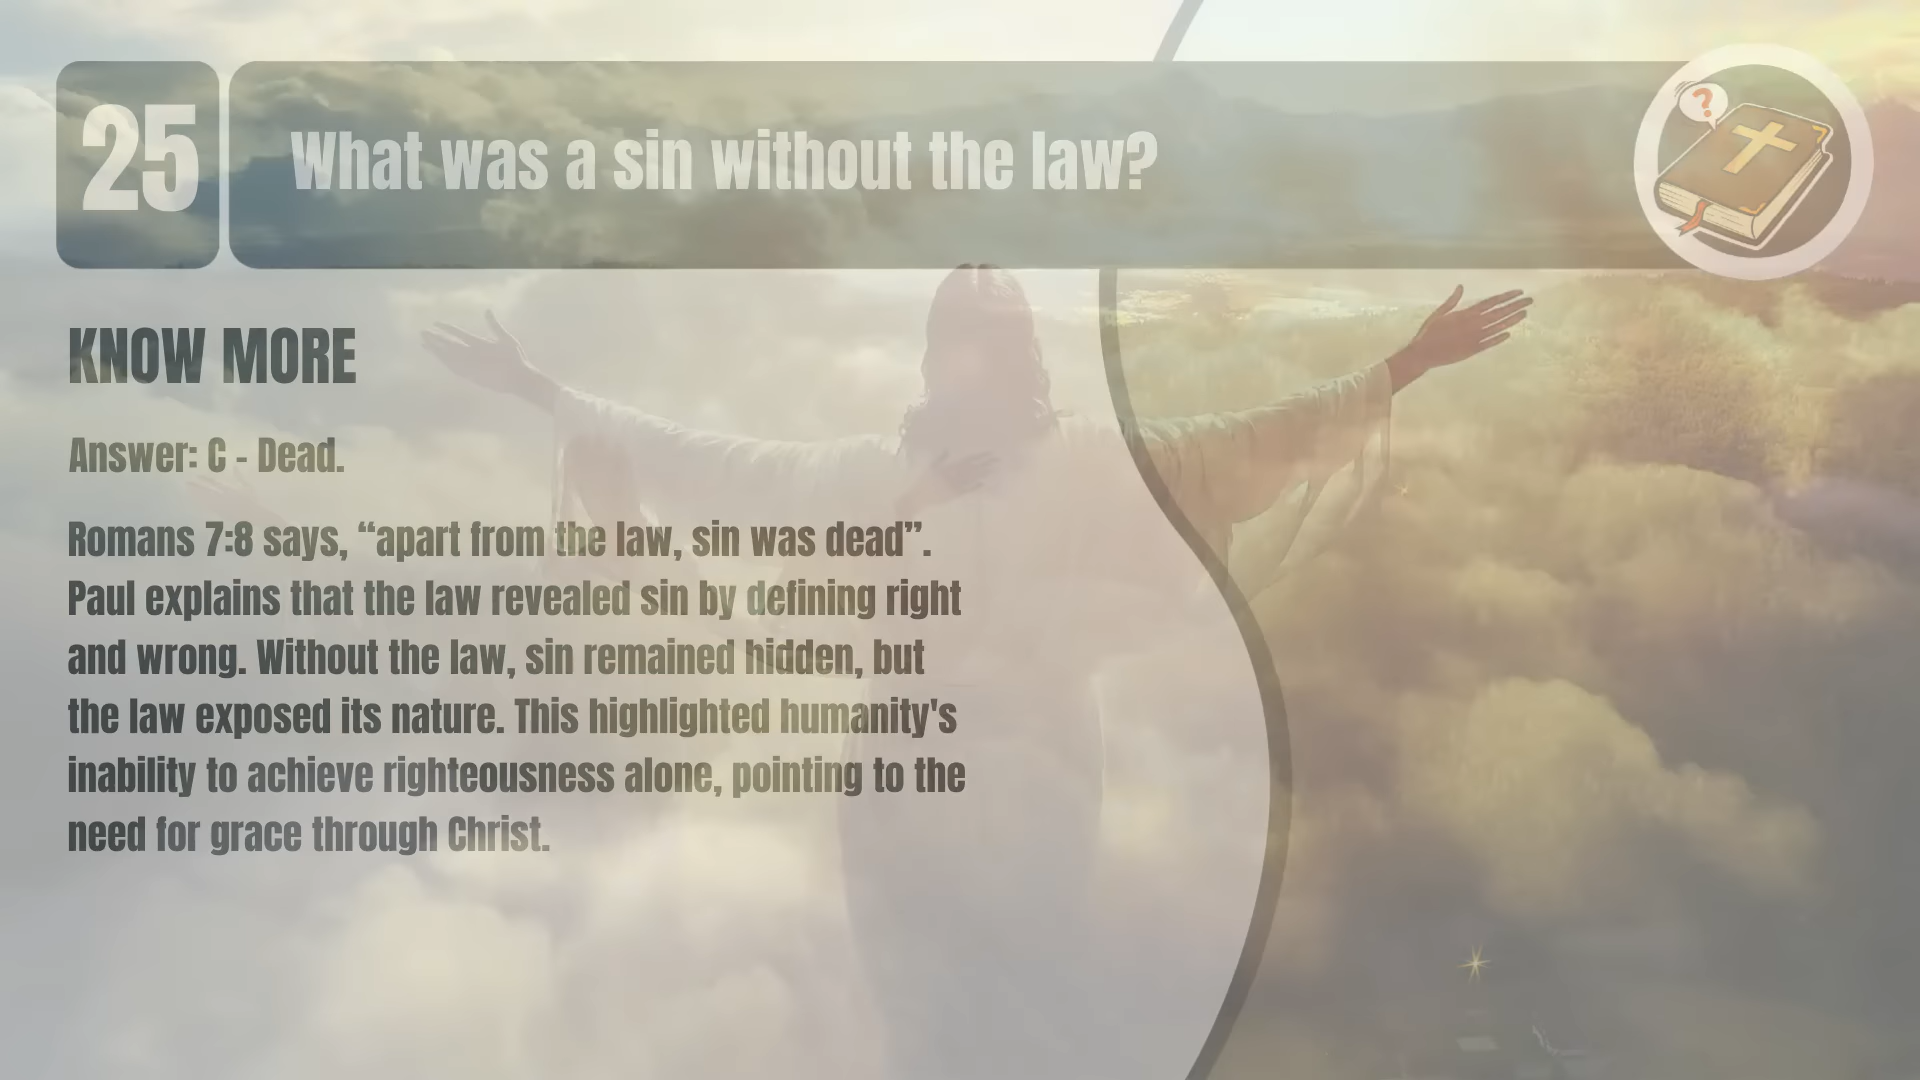 25
What was a sin without the law?
?
KNOW MORE
Answer: C - Dead.
Romans 7:8 says, “apart from the law, sin was dead”.
Paul explains that the law revealed sin by defining right
and wrong. Without the law, sin remained hidden, but
the law exposed its nature. This highlighted humanity's
inability to achieve righteousness alone, pointing to the
need for grace through Christ.